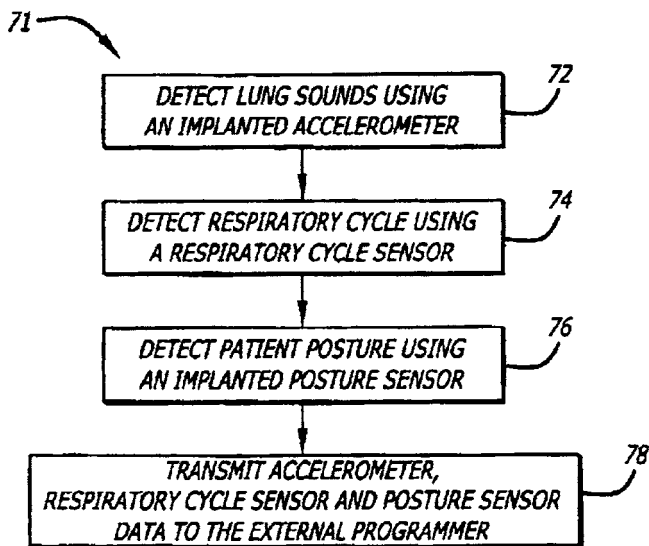 71
DETECT LUNG SOUNDS USING
AN IMPLANTED ACCELEROMETER
72
DETECT RESPIRATORY CYCLE USING
A RESPIRATORY CYCLE SENSOR
74
DETECT PATIENT POSTURE USING
AN IMPLANTED POSTURE SENSOR
76
TRANSMIT ACCELEROMETER,
RESPIRATORY CYCLE SENSOR AND POSTURE SENSOR
DATA TO THE EXTERNAL PROGRAMMER
78